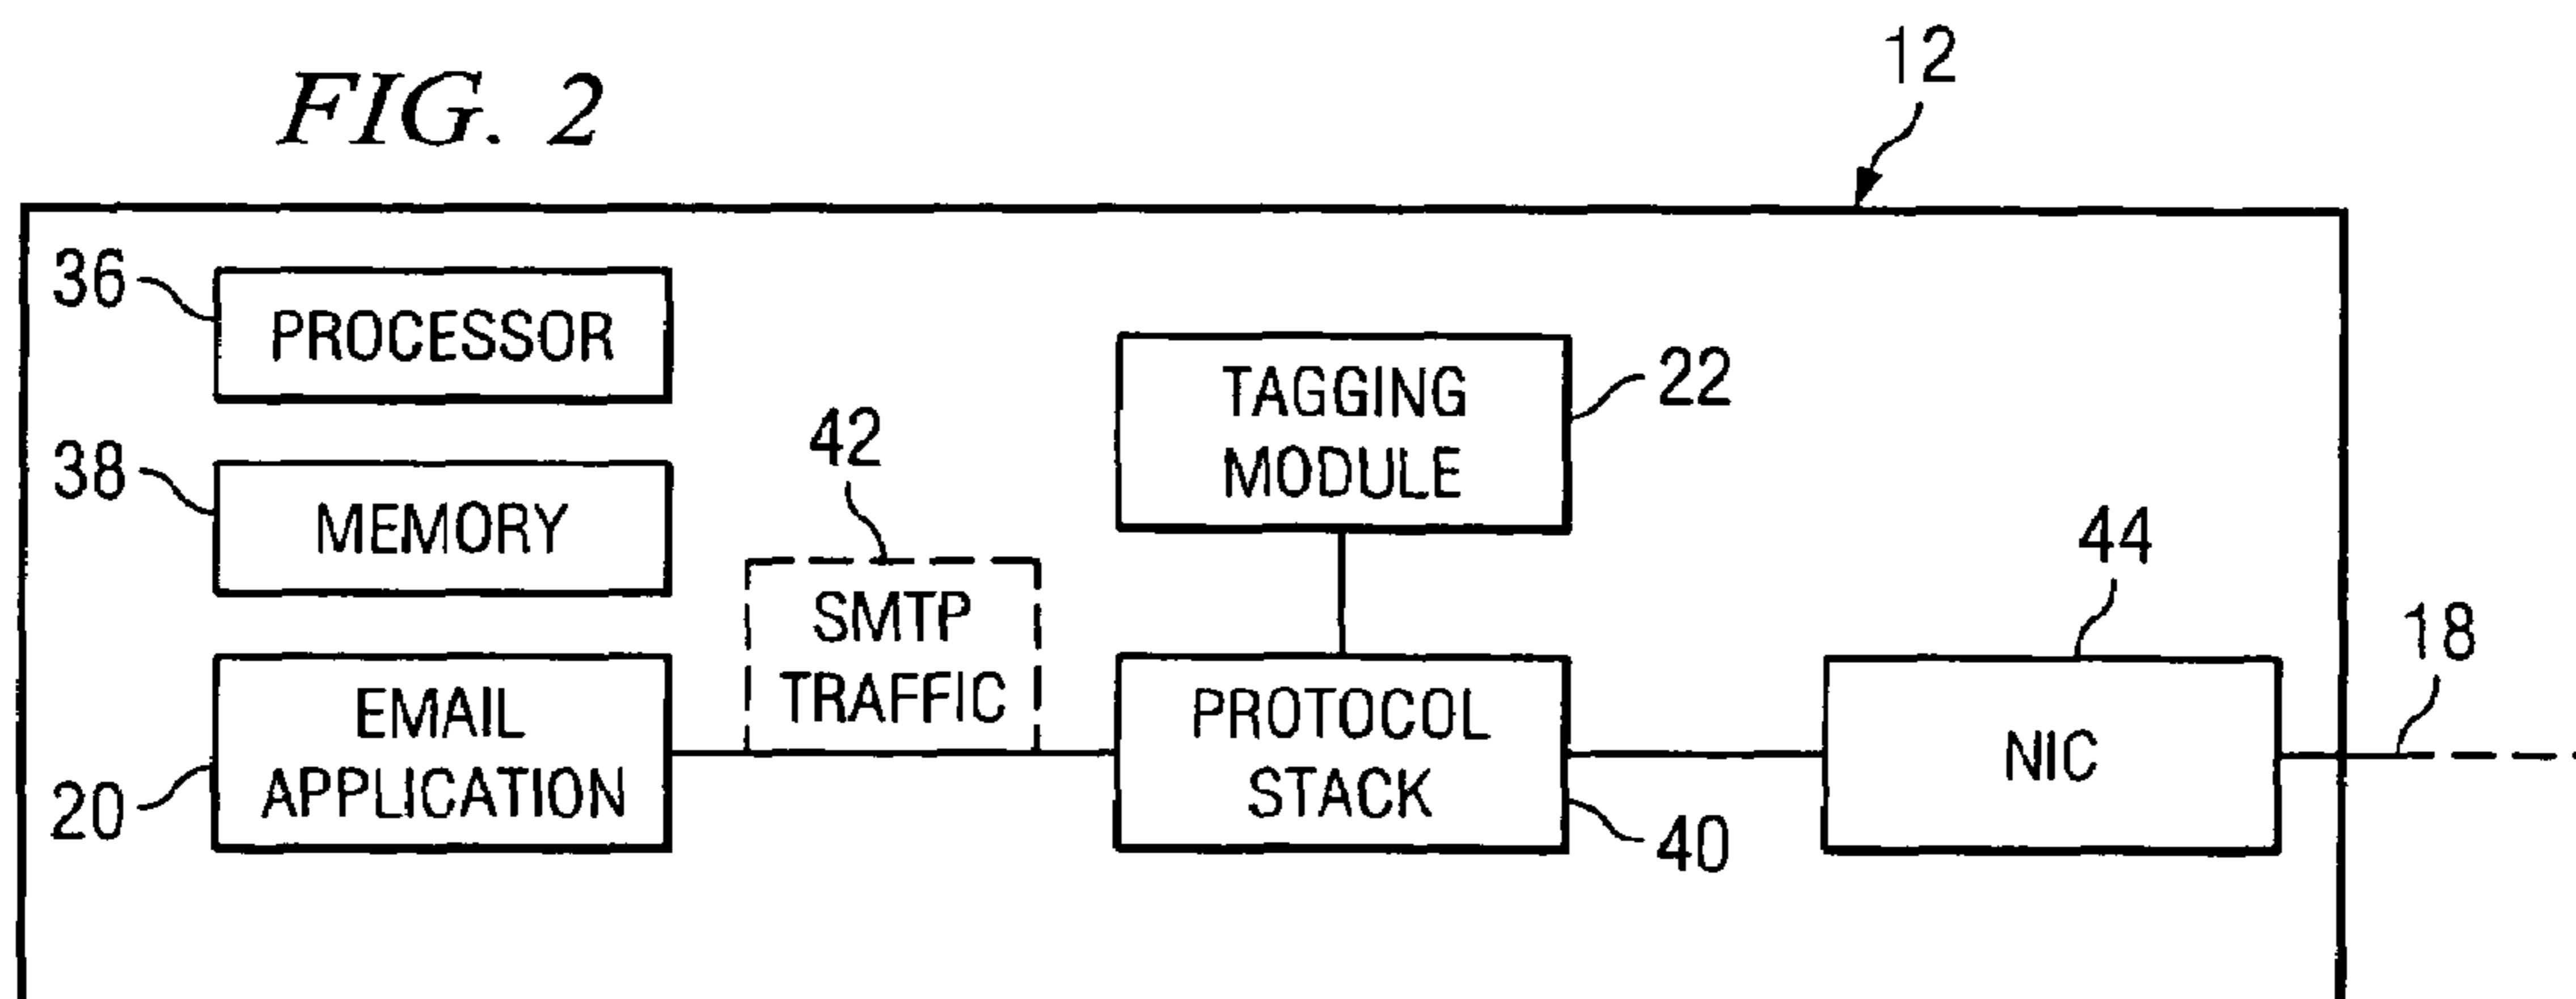 FIG. 2
12
36
PROCESSOR
38
MEMORY
42
SMTP
TRAFFIC
TAGGING
MODULE
22
44
18
EMAIL
APPLICATION
20
PROTOCOL
STACK
40
NIC